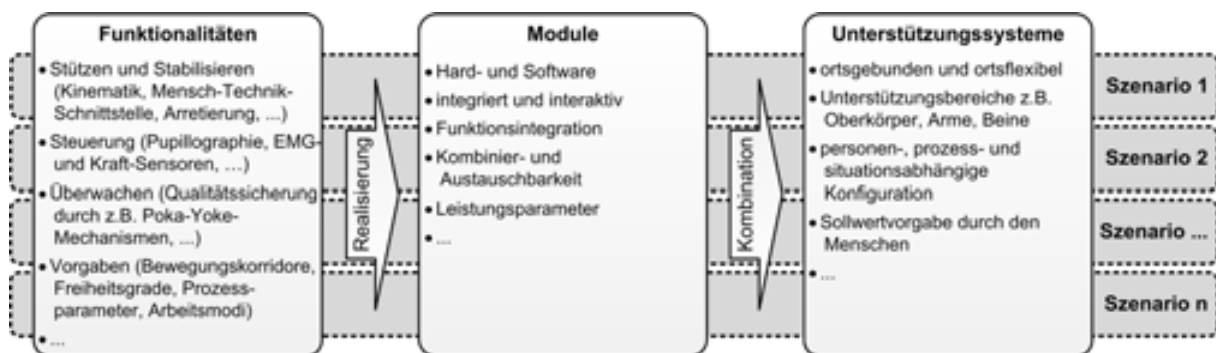 Funktionalitäten
• Stützen und Stabilisieren
(Kinematik, Mensch-Technik-
Schnittstelle, Arretierung, ...)
• Steuerung (Pupillographie, EMG-
und Kraft-Sensoren, …)
• Überwachen (Qualitätssicherung
durch z.B. Poka-Yoke-
Mechanismen, ...)
• Vorgaben (Bewegungskorridore,
Freiheitsgrade, Prozess-
parameter, Arbeitsmodi)
• ...
Realisierung
Module
• Hard- und Software
• integriert und interaktiv
• Funktionsintegration
• Kombinier- und
Austauschbarkeit
• Leistungsparameter
• ...
Kombination
Unterstützungssysteme
• ortsgebunden und ortsflexibel
• Unterstützungsbereiche z.B.
Oberkörper, Arme, Beine
• personen-, prozess- und
situationsabhängige
Konfiguration
• Sollwertvorgabe durch den
Menschen
• ...
Szenario 1
Szenario 2
Szenario ...
Szenario n